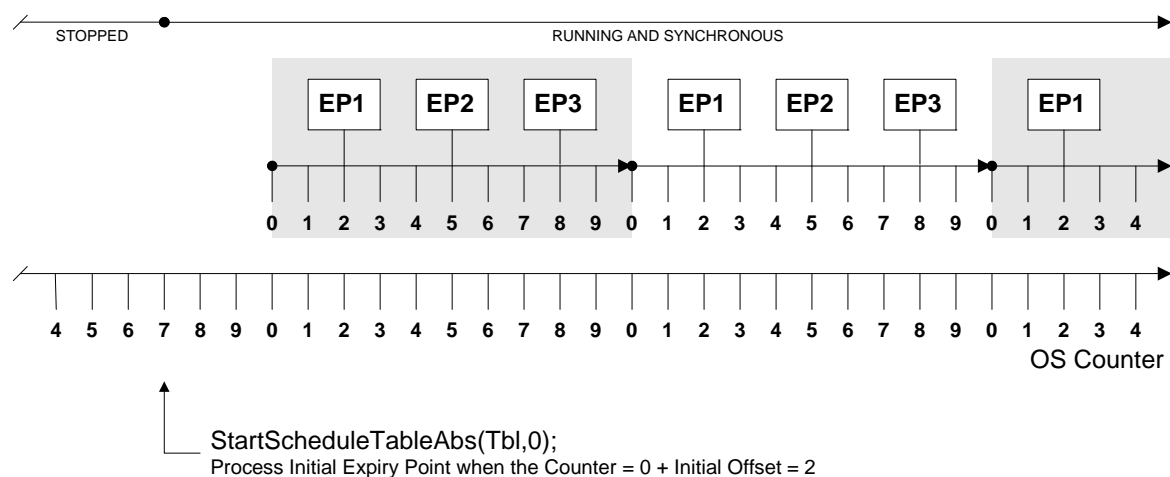 STOPPED RUNNING AND SYNCHRONOUS
EP1 EP2 EP3 EP1 EP2 EP3 EP1
0 1 2 3 4 5 6 7 8 9 0 1 2 3 4 5 6 7 8 9 0 1 2 3 4
4 5 6 7 8 9 0 1 2 3 4 5 6 7 8 9 0 1 2 3 4 5 6 7 8 9 0 1 2 3 4
OS Counter
StartScheduleTableAbs(Tbl,0);
Process Initial Expiry Point when the Counter = 0 + Initial Offset = 2